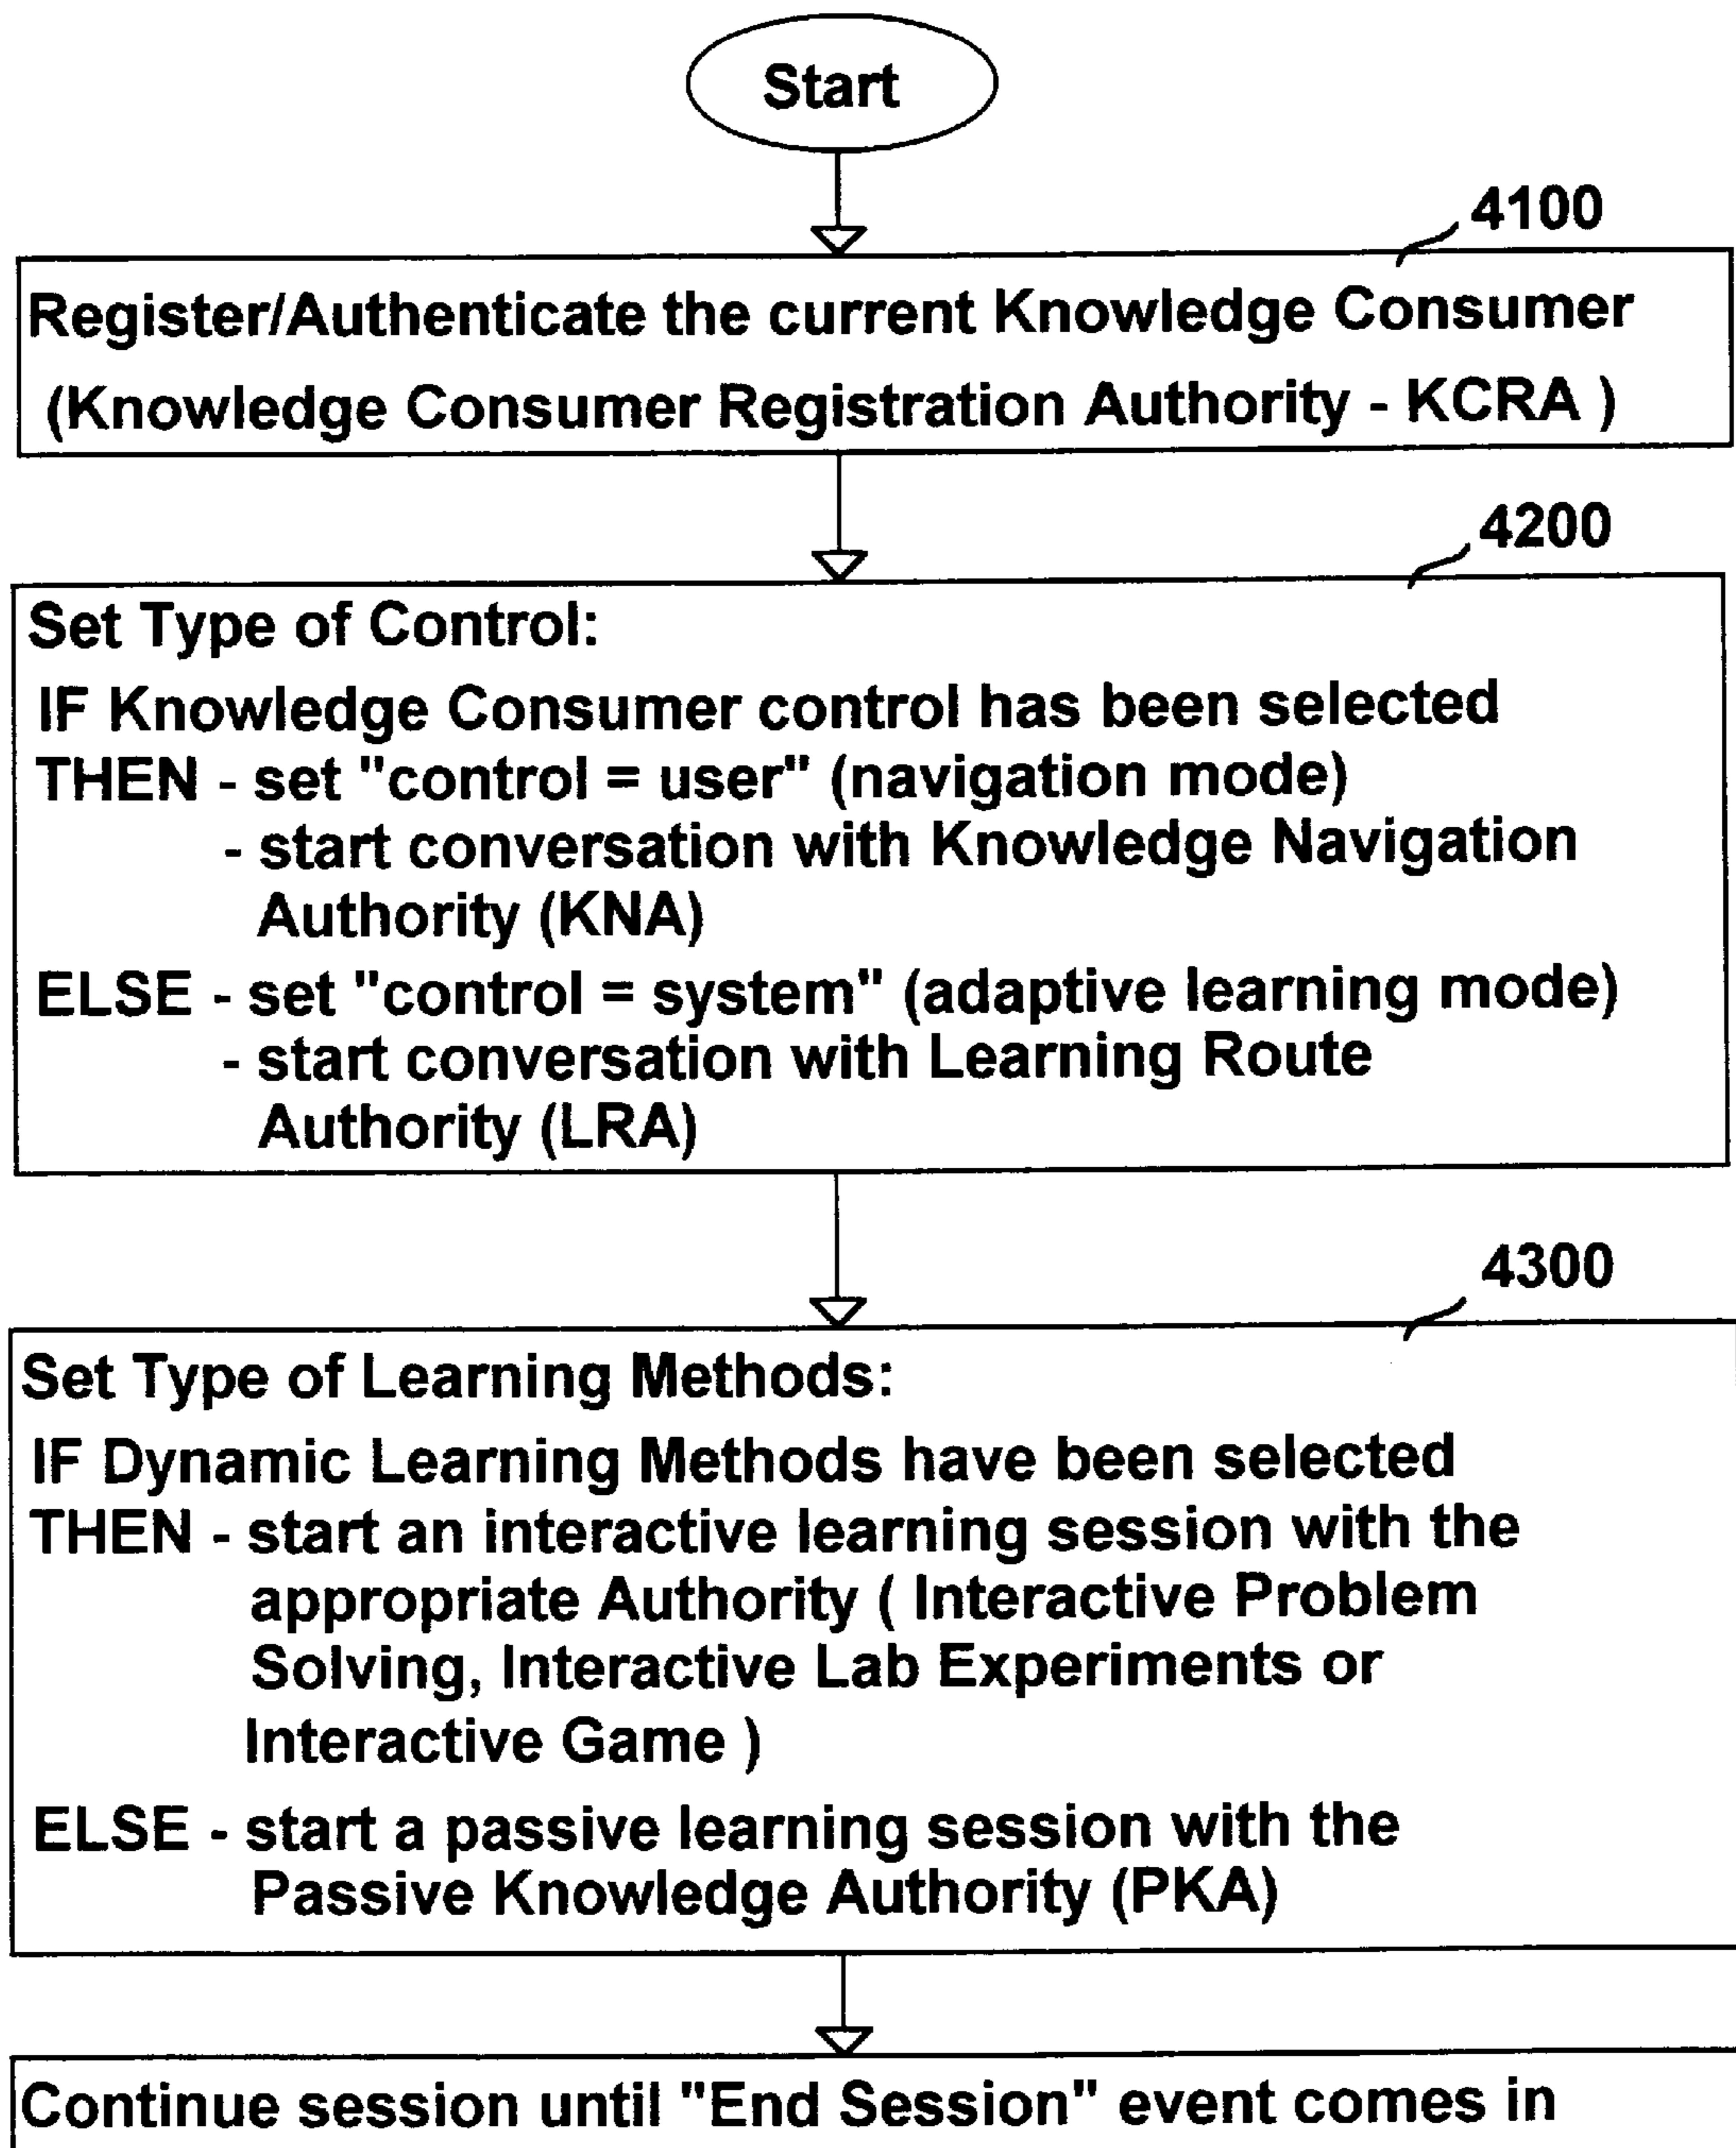 Start
4100
Register/Authenticate the current Knowledge Consumer
(Knowledge Consumer Registration Authority - KCRA )
4200
Set Type of Control:
IF Knowledge Consumer control has been selected
THEN - set "control = user" (navigation mode)
- start conversation with Knowledge Navigation
Authority (KNA)
ELSE - set "control = system" (adaptive learning mode)
- start conversation with Learning Route
Authority (LRA)
4300
Set Type of Learning Methods:
IF Dynamic Learning Methods have been selected
THEN - start an interactive learning session with the
appropriate Authority ( Interactive Problem
Solving, Interactive Lab Experiments or
Interactive Game )
ELSE - start a passive learning session with the
Passive Knowledge Authority (PKA)
Continue session until "End Session" event comes in